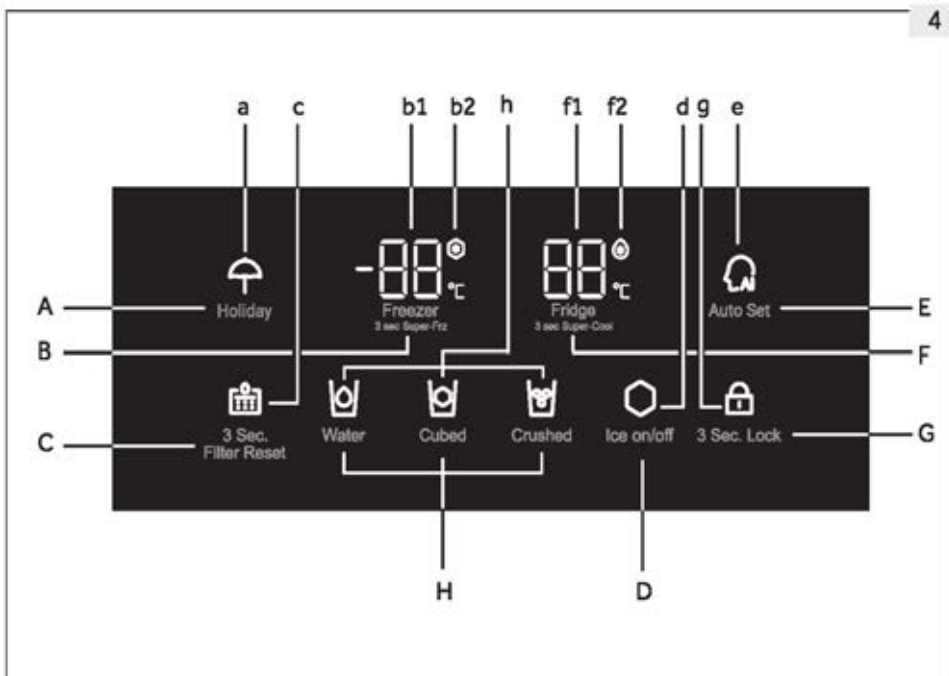 4
a c b1 b2 h f1 f2 d g e
-88 °C 88 °C
Holiday Freezer Fridge Auto Set
3 sec Super-Frz 3 sec Super-Cool
A E
B F
3 Sec. Water Cubed Crushed Ice on/off 3 Sec. Lock
Filter Reset
C G
H D